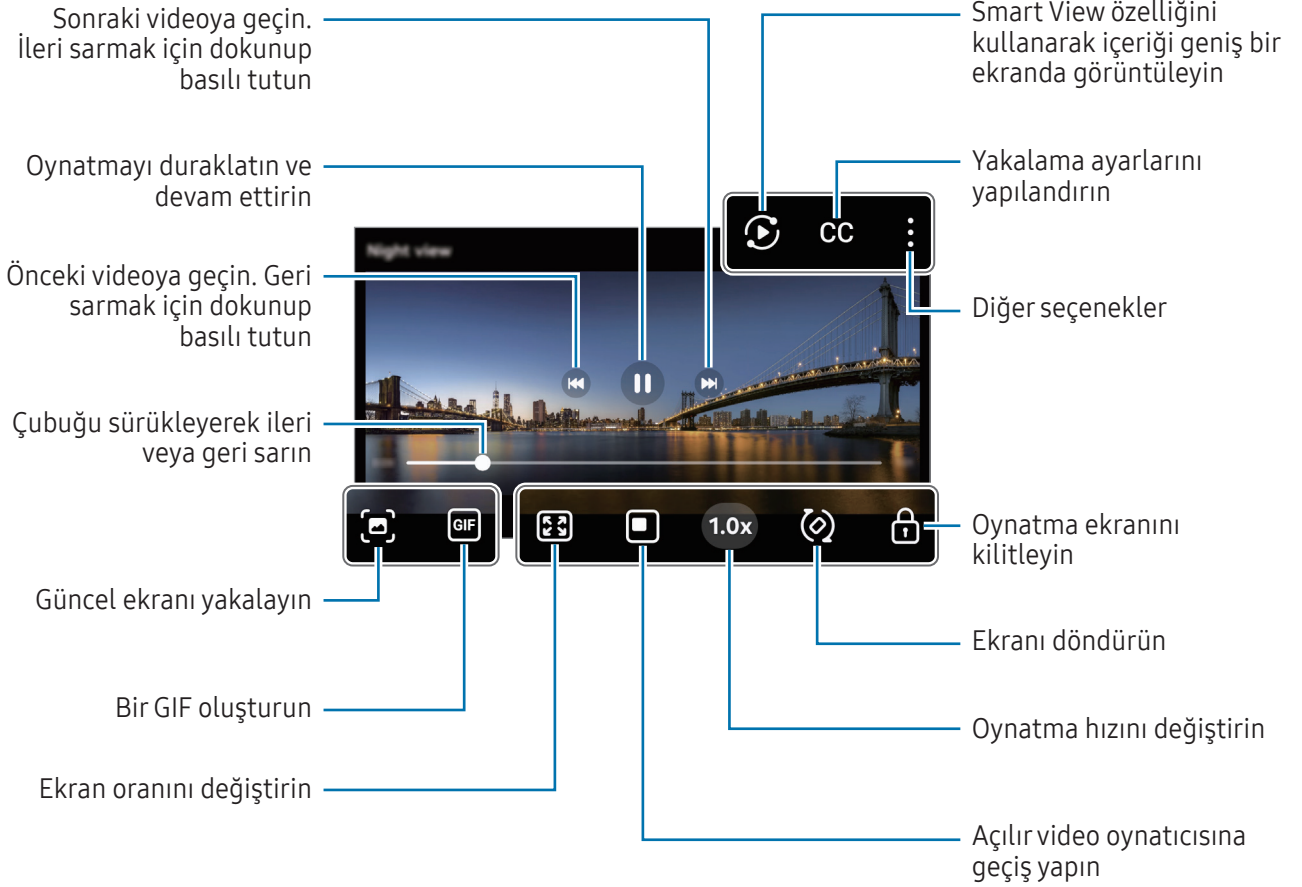 Sonraki videoya geçin.
İleri sarmak için dokunup
basılı tutun
Oynatmayı duraklatın ve
devam ettirin
Önceki videoya geçin. Geri
sarmak için dokunup
basılı tutun
Çubuğu sürükleyerek ileri
veya geri sarın
Güncel ekranı yakalayın
Bir GIF oluşturun
Ekran oranını değiştirin
Night view
CC
GIF
1.0x
Smart View özelliğini
kullanarak içeriği geniş bir
ekranda görüntüleyin
Yakalama ayarlarını
yapılandırın
Diğer seçenekler
Oynatma ekranını
kilitleyin
Ekranı döndürün
Oynatma hızını değiştirin
Açılır video oynatıcısına
geçiş yapın